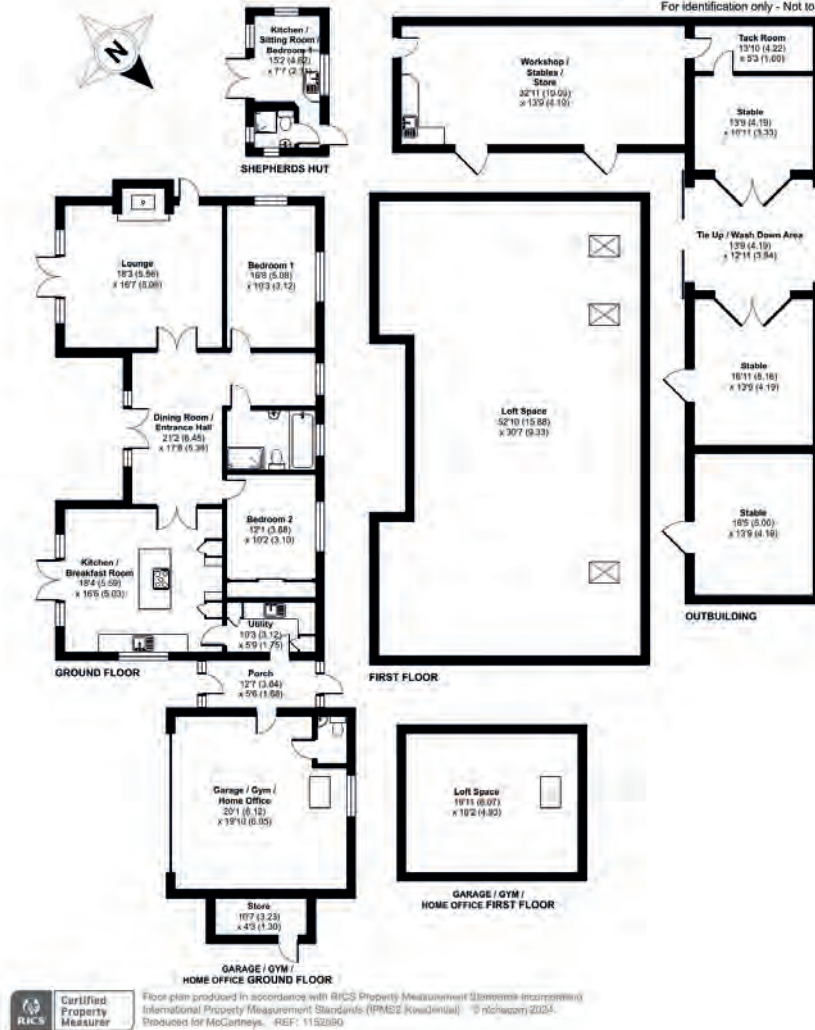 For identification only - Not to
N
Kitchen /
Sitting Room /
Bedroom 1
15'2 (4.62)
x 7'7
SHEPHERDS HUT
Workshop /
Stables /
Store
32'11
x 13'9 (4.19)
Tack Room
13'10 (4.22)
x 5'3 (1.60)
Stable
13'9 (4.19)
x 10'11 (3.33)
Tie Up / Wash Down Area
13'9 (4.19)
x 12'11 (3.94)
Stable
16'11 (5.16)
x 13'9 (4.19)
Stable
16'5 (5.00)
x 13'9 (4.19)
OUTBUILDING
Lounge
18'3 (5.56)
x 16'7 (5.06)
Bedroom 1
16'8 (5.08)
x 10'3 (3.12)
Dining Room /
Entrance Hall
21'2 (6.45)
x 17'8
Bedroom 2
12'1 (3.68)
x 10'2 (3.10)
Kitchen /
Breakfast Room
18'4 (5.59)
x 16'6 (5.03)
Utility
10'3 (3.12)
x 5'9 (1.75)
GROUND FLOOR
Porch
12'7 (3.84)
x 5'6 (1.68)
Loft Space
52'10 (15.88)
x 30'7 (9.33)
FIRST FLOOR
Garage / Gym /
Home Office
20'1 (6.12)
x 19'10 (6.05)
Store
10'7 (3.23)
x 4'3 (1.30)
GARAGE / GYM /
HOME OFFICE GROUND FLOOR
Loft Space
19'11 (6.07)
x 16'2 (4.93)
GARAGE / GYM /
HOME OFFICE FIRST FLOOR
RICS
Certified
Property
Measurer
Floor plan produced in accordance with RICS Property Measurement Standards incorporating
International Property Measurement Standards (IPMS2 Residential). © nichecom 2024.
Produced for McCartneys. REF: 1152590